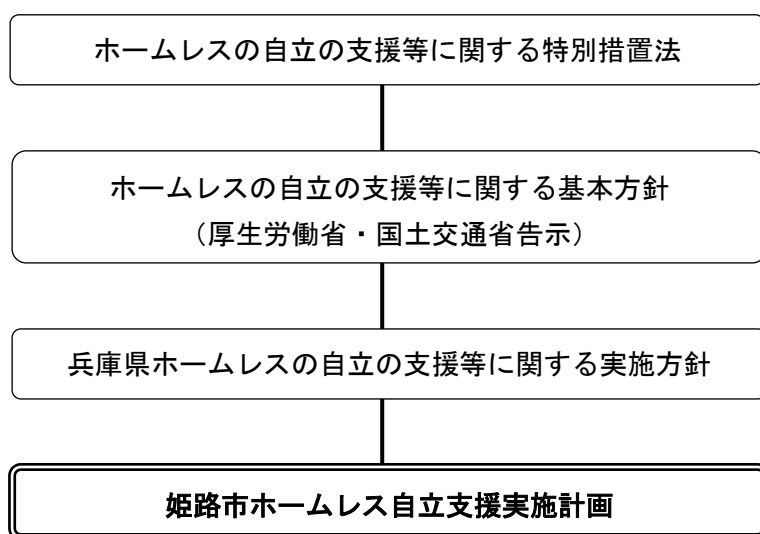 ホームレスの自立の支援等に関する特別措置法
ホームレスの自立の支援等に関する基本方針
（厚生労働省・国土交通省告示）
兵庫県ホームレスの自立の支援等に関する実施方針
姫路市ホームレス自立支援実施計画